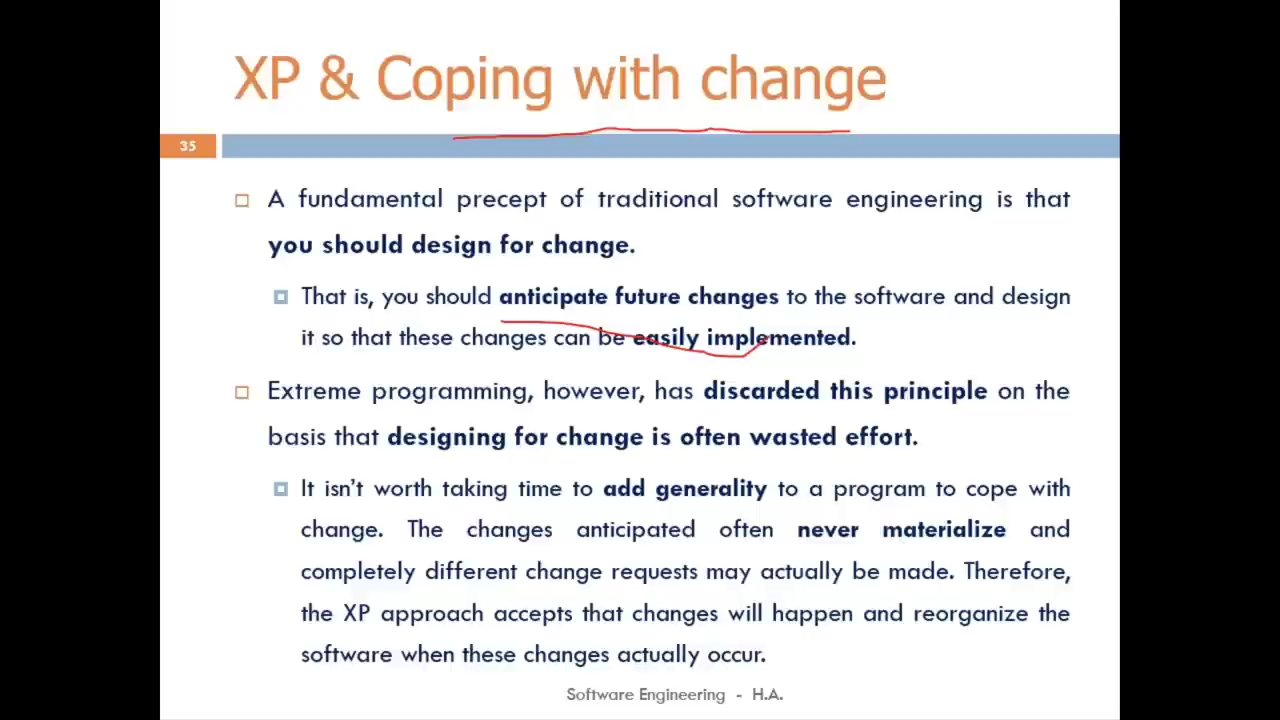 XP & Coping with change
35
A fundamental precept of traditional software engineering is that
you should design for change.
That is, you should anticipate future changes to the software and design
it so that these changes can be easily implemented.
Extreme programming, however, has discarded this principle on the
basis that designing for change is often wasted effort.
It isn't worth taking time to add generality to a program to cope with
change. The changes anticipated often never materialize and
completely different change requests may actually be made. Therefore,
the XP approach accepts that changes will happen and reorganize the
software when these changes actually occur.
Software Engineering - H.A.